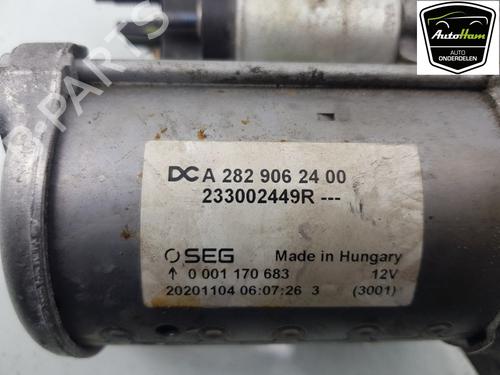 AutoHam
AUTO
ONDERDELEN
B-PARTS
DC A 282 906 24 00
233002449R ---
SEG Made in Hungary
↑ 0 001 170 683 12V
20201104 06:07:26 3 (3001)